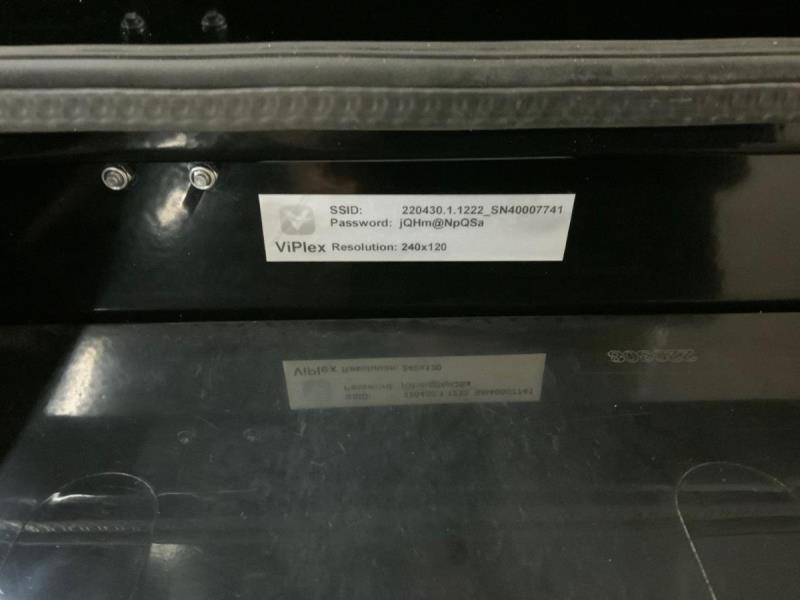 SSID: 220430.1.1222_SN40007741
Password: jQHm@NpQSa
ViPlex Resolution: 240x120